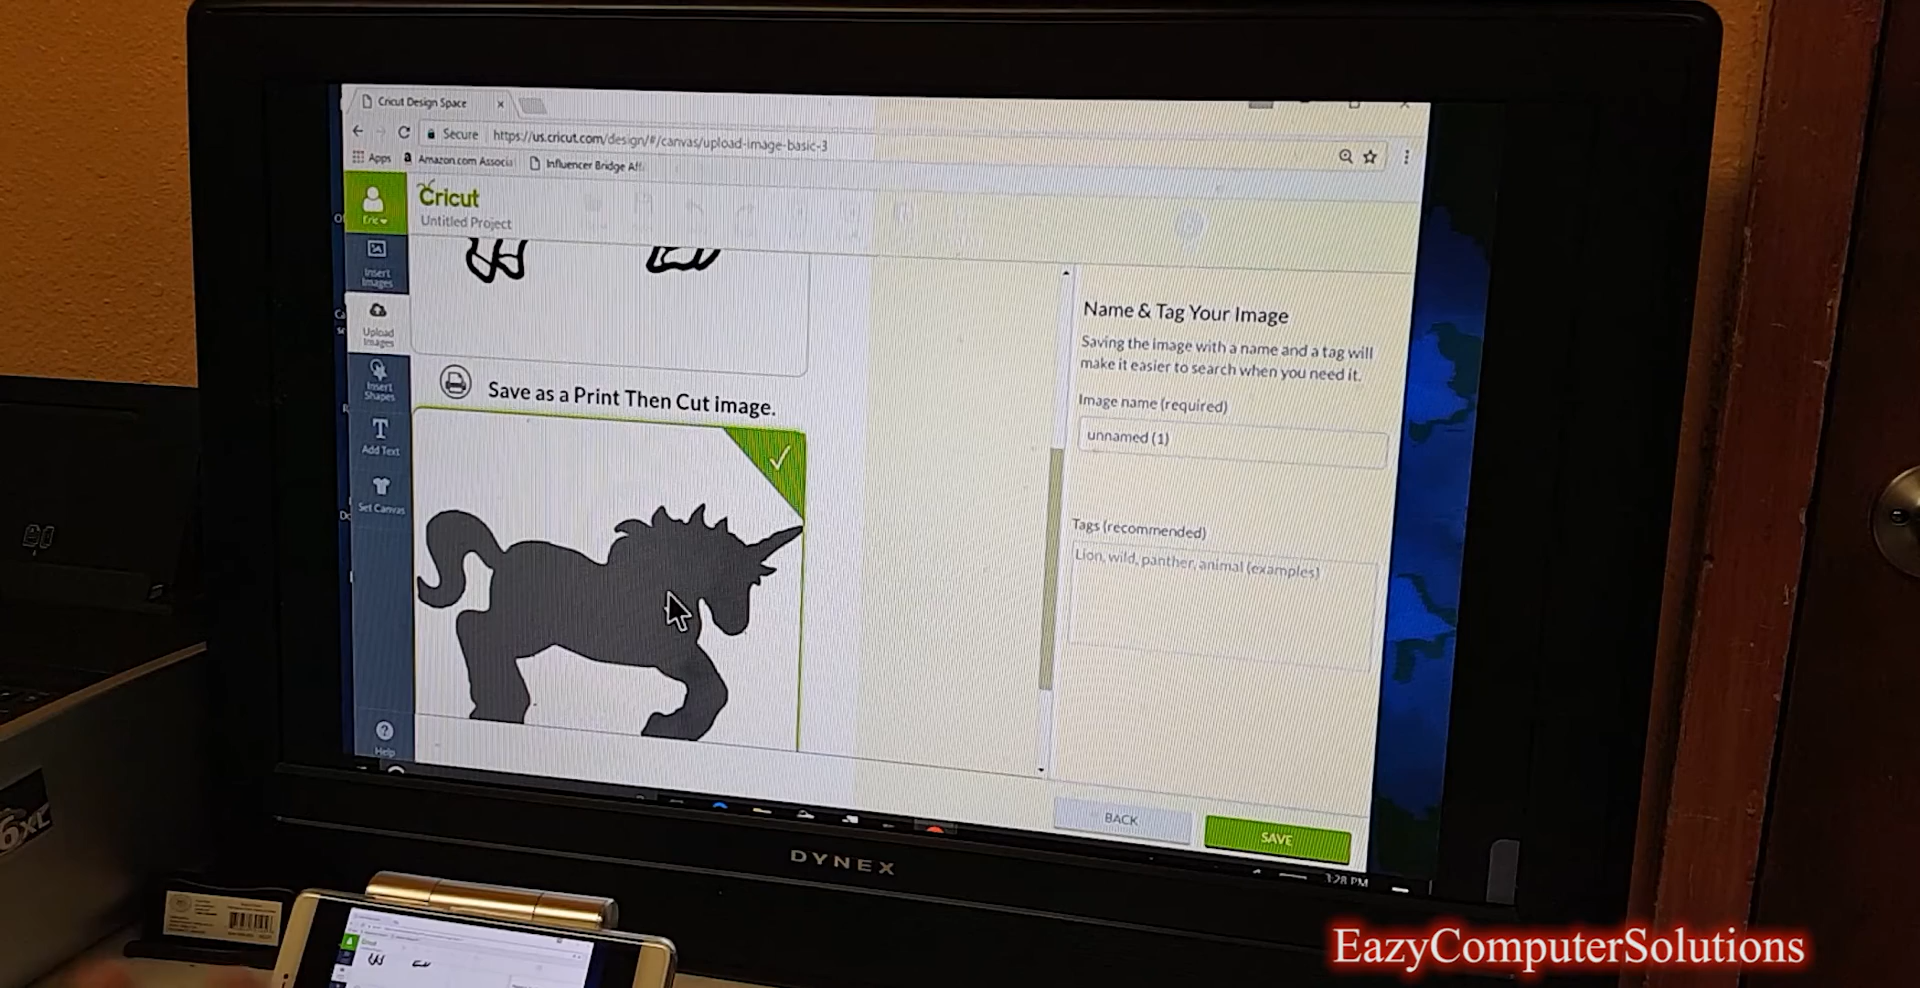 Cricut Design Space
Secure https://us.cricut.com/design/#/canvas/upload-image-basic-3
Apps Amazon.com Associa Influencer Bridge Aff
Eric
Cricut
Untitled Project
Insert
Images
Upload
Images
Insert
Shapes
Add Text
Set Canvas
Help
Save as a Print Then Cut image.
Name & Tag Your Image
Saving the image with a name and a tag will
make it easier to search when you need it.
Image name (required)
unnamed (1)
Tags (recommended)
Lion, wild, panther, animal (examples)
BACK
SAVE
3:28 PM
DYNEX
6XL
EazyComputerSolutions